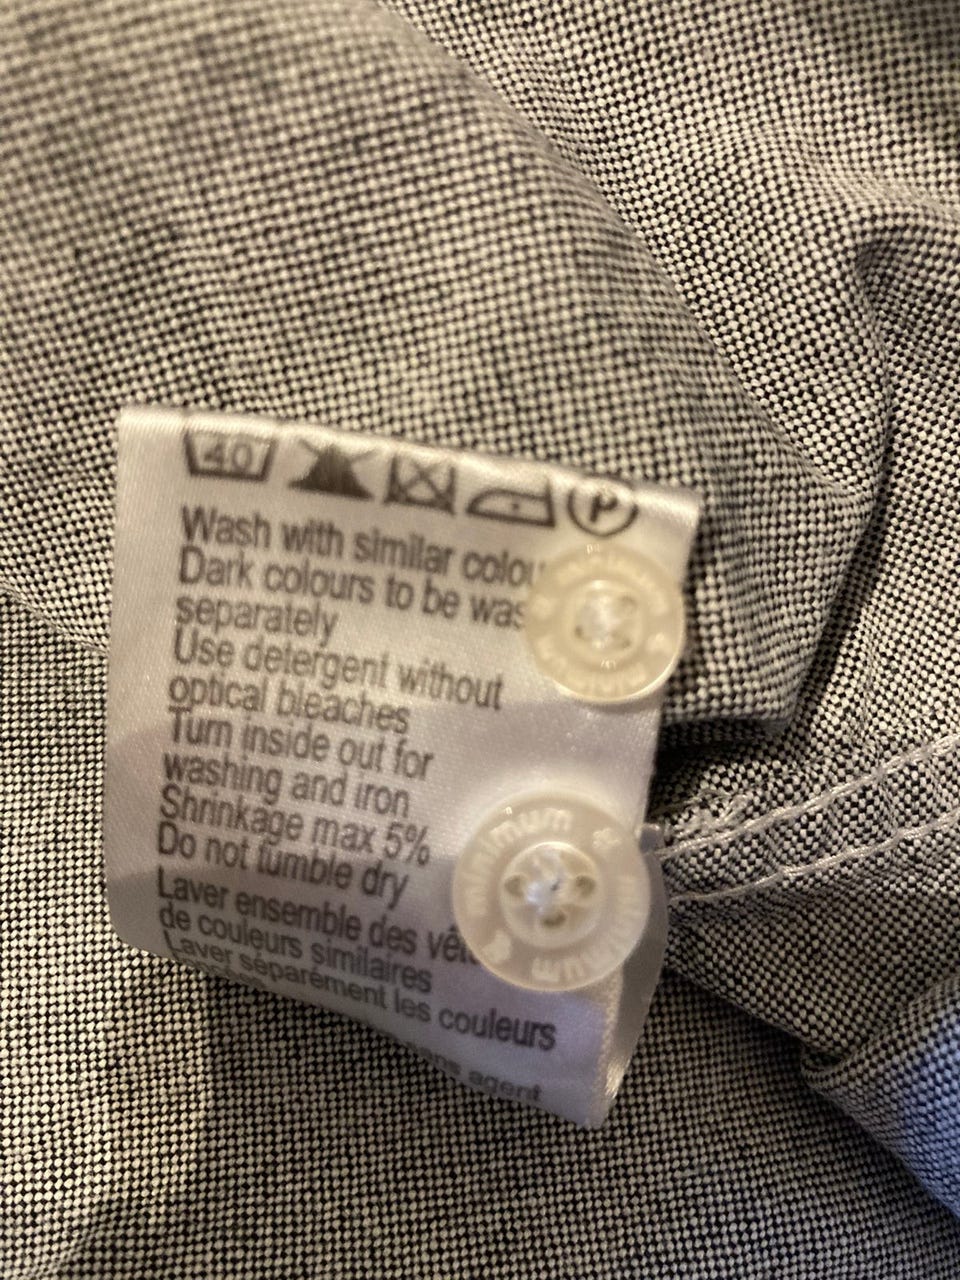 40
P
Wash with similar colou
Dark colours to be was
separately
Use detergent without
optical bleaches
Turn inside out for
washing and iron
Shrinkage max 5%
Do not tumble dry
Laver ensemble des vêt
de couleurs similaires
Laver séparément les couleurs
sans agent
minimum
minimum